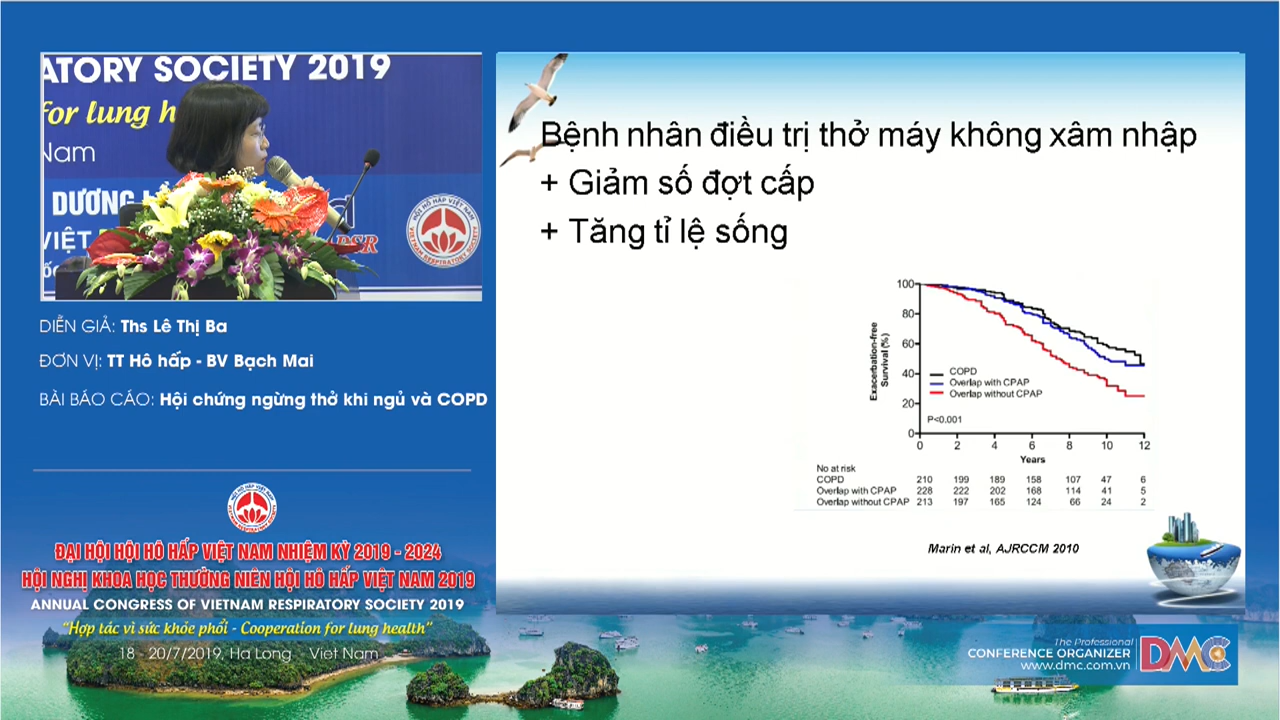 ATORY SOCIETY 2019
for lung h
Nam
DƯƠNG
VIỆT
HỘI HÔ HẤP VIỆT NAM
VIETNAM RESPIRATORY SOCIETY
DIỄN GIẢ: Ths Lê Thị Ba
ĐƠN VỊ: TT Hô hấp - BV Bạch Mai
BÀI BÁO CÁO: Hội chứng ngừng thở khi ngủ và COPD
ĐẠI HỘI HỘI HÔ HẤP VIỆT NAM NHIỆM KỲ 2019 - 2024
HỘI NGHỊ KHOA HỌC THƯỜNG NIÊN HỘI HÔ HẤP VIỆT NAM 2019
ANNUAL CONGRESS OF VIETNAM RESPIRATORY SOCIETY 2019
"Hợp tác vì sức khỏe phổi - Cooperation for lung health"
18 - 20/7/2019, Ha Long Viet Nam
Bệnh nhân điều trị thở máy không xâm nhập
+ Giảm số đợt cấp
+ Tăng tỉ lệ sống
Exacerbation-free
Survival (%)
100
80
60
40
20
0
COPD
Overlap with CPAP
Overlap without CPAP
P<0.001
0 2 4 6 8 10 12
Years
No at risk
COPD 210 199 189 158 107 47 6
Overlap with CPAP 228 222 202 168 114 41 5
Overlap without CPAP 213 197 165 124 66 24 2
Marin et al, AJRCCM 2010
The Professional
CONFERENCE ORGANIZER
www.dmc.com.vn
DMC